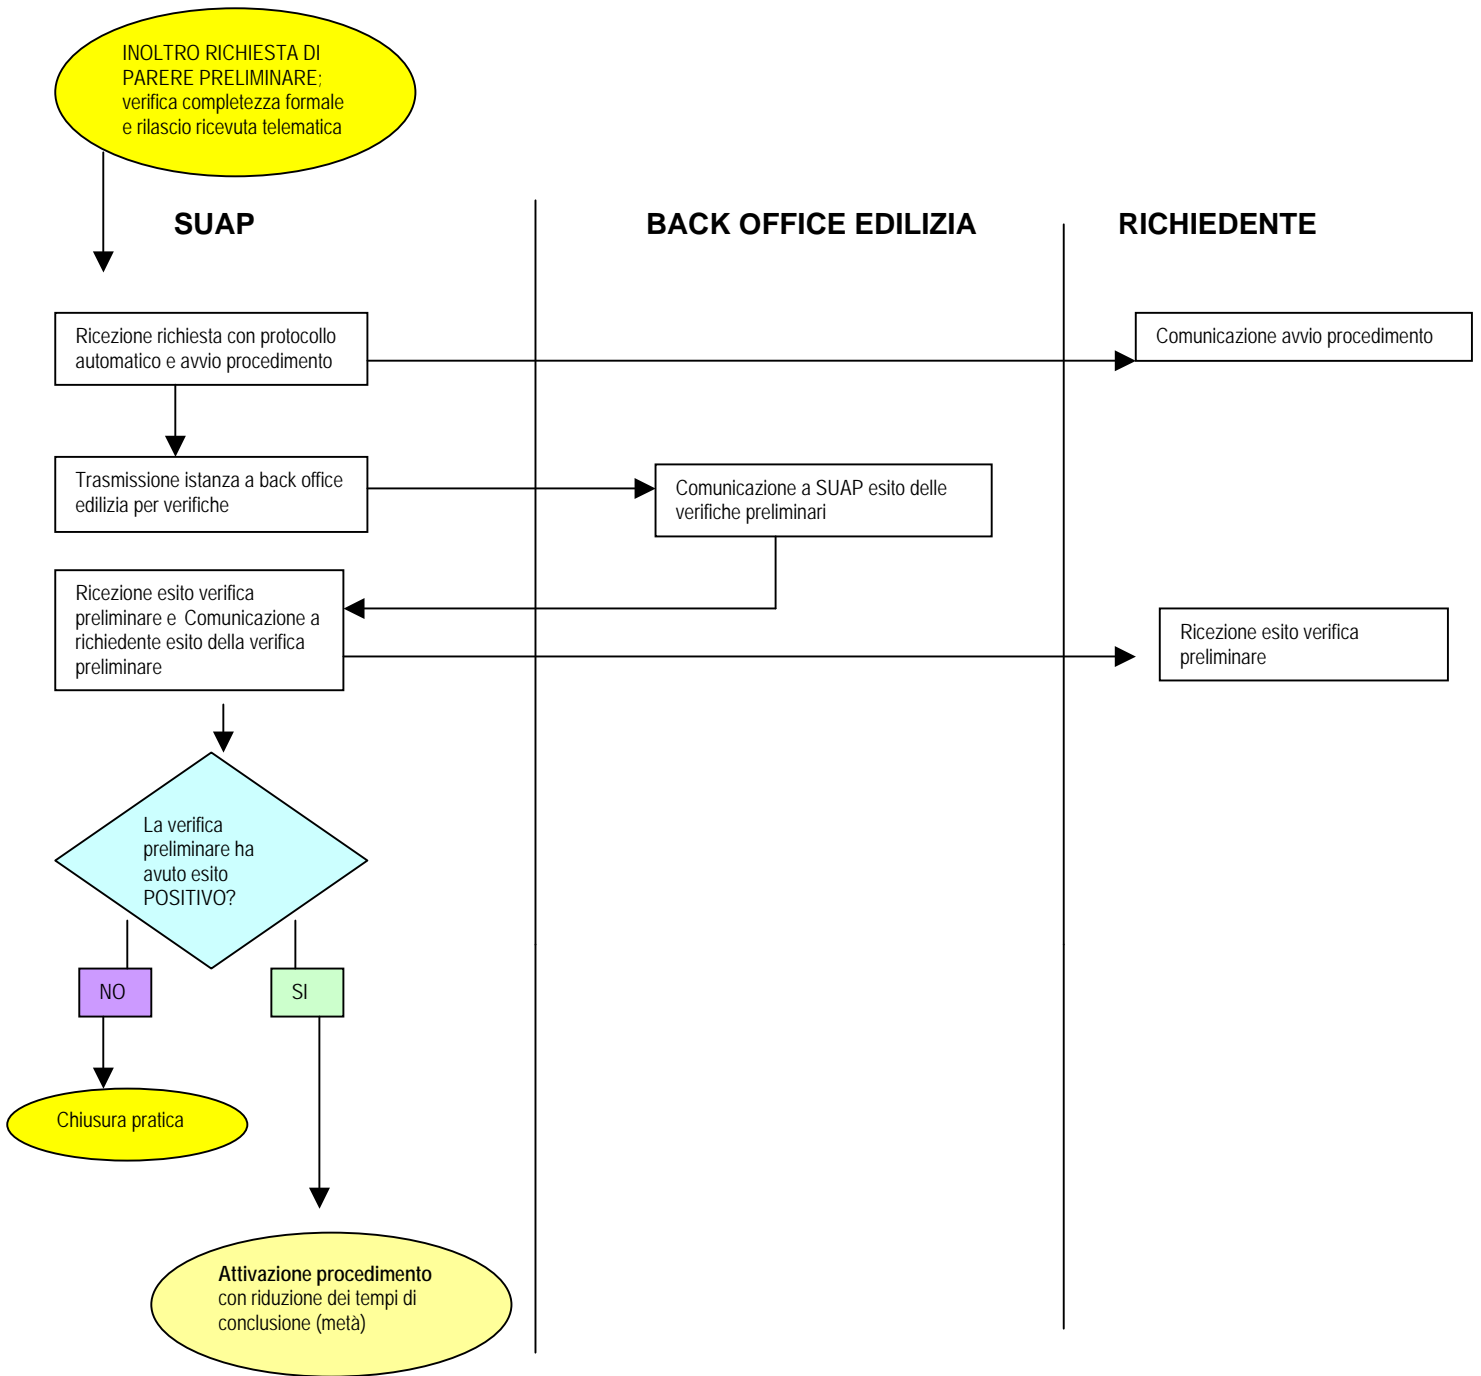 INOLTRO RICHIESTA DI
PARERE PRELIMINARE;
verifica completezza formale
e rilascio ricevuta telematica
SUAP
BACK OFFICE EDILIZIA
RICHIEDENTE
Ricezione richiesta con protocollo
automatico e avvio procedimento
Comunicazione avvio procedimento
Trasmissione istanza a back office
edilizia per verifiche
Comunicazione a SUAP esito delle
verifiche preliminari
Ricezione esito verifica
preliminare e Comunicazione a
richiedente esito della verifica
preliminare
Ricezione esito verifica
preliminare
La verifica
preliminare ha
avuto esito
POSITIVO?
NO
SI
Chiusura pratica
Attivazione procedimento
con riduzione dei tempi di
conclusione (metà)